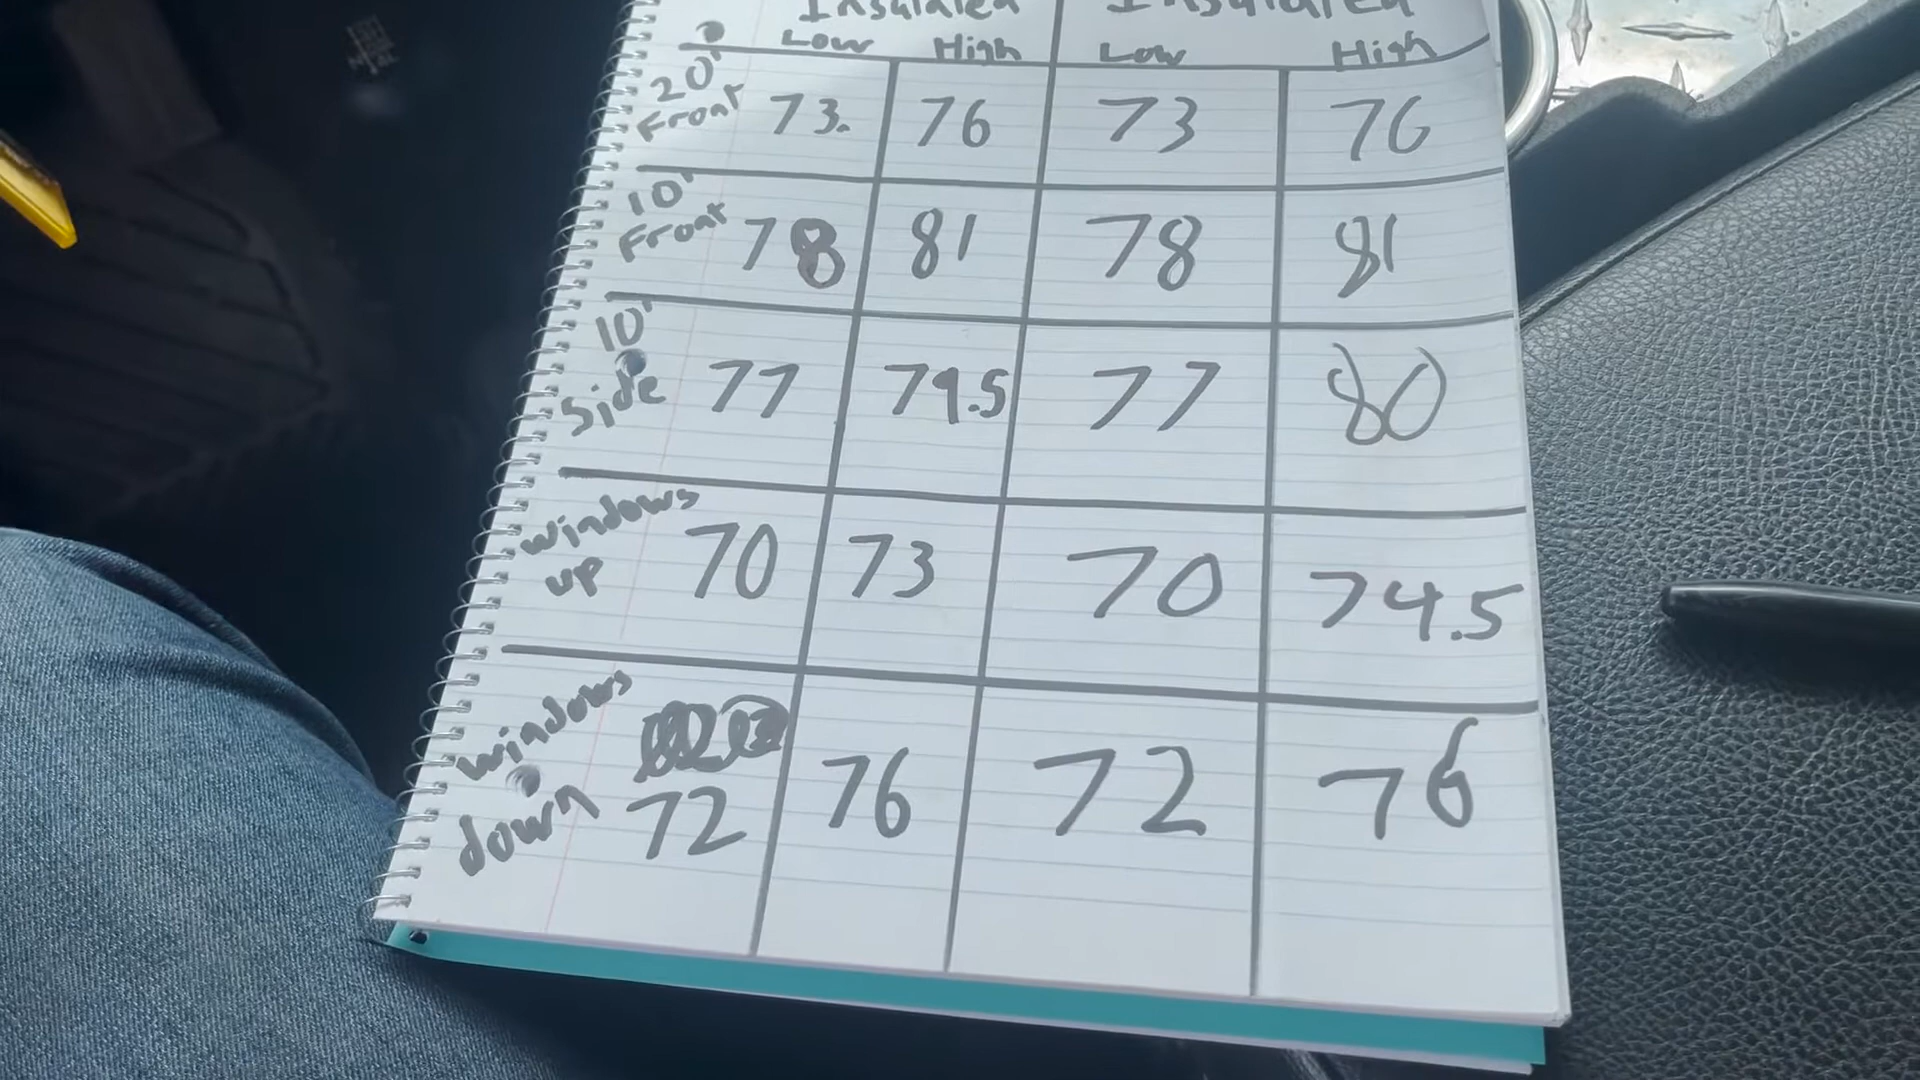 Insulated Insulated
Low High Low High
20' Front 73. 76 73 76
10' Front 78 81 78 81
10' Side 77 79.5 77 80
Windows up 70 73 70 74.5
Windows down 72 76 72 76